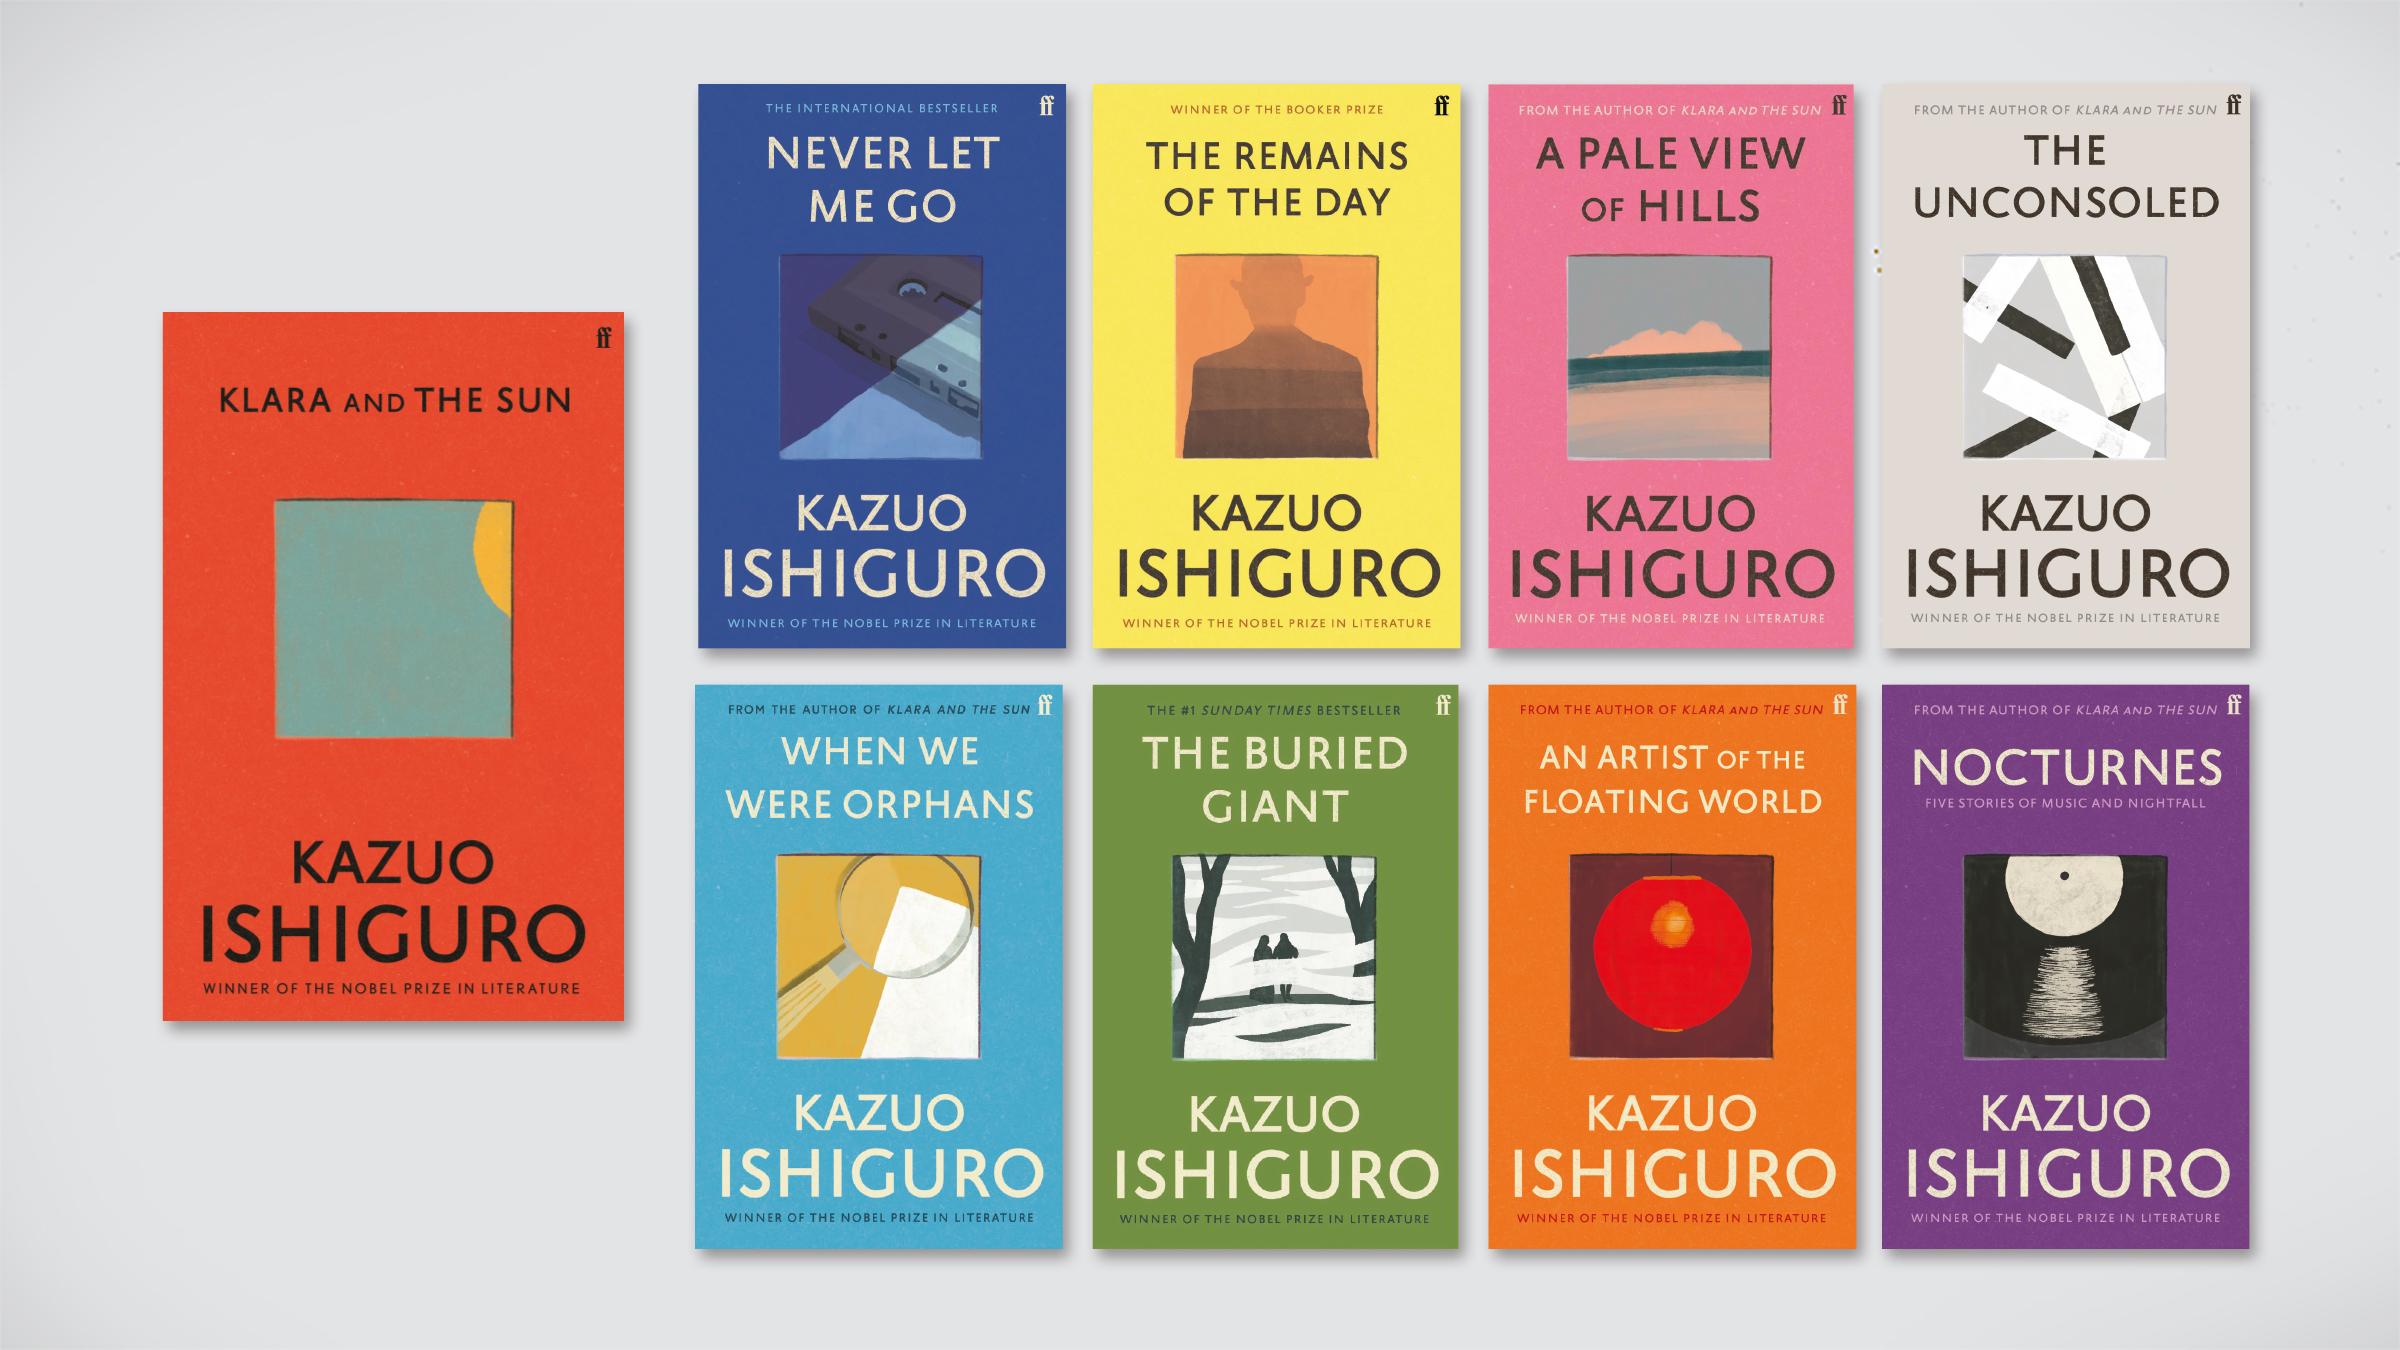 ff
KLARA AND THE SUN
KAZUO
ISHIGURO
WINNER OF THE NOBEL PRIZE IN LITERATURE
THE INTERNATIONAL BESTSELLER ff
NEVER LET
ME GO
KAZUO
ISHIGURO
WINNER OF THE NOBEL PRIZE IN LITERATURE
WINNER OF THE BOOKER PRIZE ff
THE REMAINS
OF THE DAY
KAZUO
ISHIGURO
WINNER OF THE NOBEL PRIZE IN LITERATURE
FROM THE AUTHOR OF KLARA AND THE SUN ff
A PALE VIEW
OF HILLS
KAZUO
ISHIGURO
WINNER OF THE NOBEL PRIZE IN LITERATURE
FROM THE AUTHOR OF KLARA AND THE SUN ff
THE
UNCONSOLED
KAZUO
ISHIGURO
WINNER OF THE NOBEL PRIZE IN LITERATURE
FROM THE AUTHOR OF KLARA AND THE SUN ff
WHEN WE
WERE ORPHANS
KAZUO
ISHIGURO
WINNER OF THE NOBEL PRIZE IN LITERATURE
THE #1 SUNDAY TIMES BESTSELLER ff
THE BURIED
GIANT
KAZUO
ISHIGURO
WINNER OF THE NOBEL PRIZE IN LITERATURE
FROM THE AUTHOR OF KLARA AND THE SUN ff
AN ARTIST OF THE
FLOATING WORLD
KAZUO
ISHIGURO
WINNER OF THE NOBEL PRIZE IN LITERATURE
FROM THE AUTHOR OF KLARA AND THE SUN ff
NOCTURNES
FIVE STORIES OF MUSIC AND NIGHTFALL
KAZUO
ISHIGURO
WINNER OF THE NOBEL PRIZE IN LITERATURE